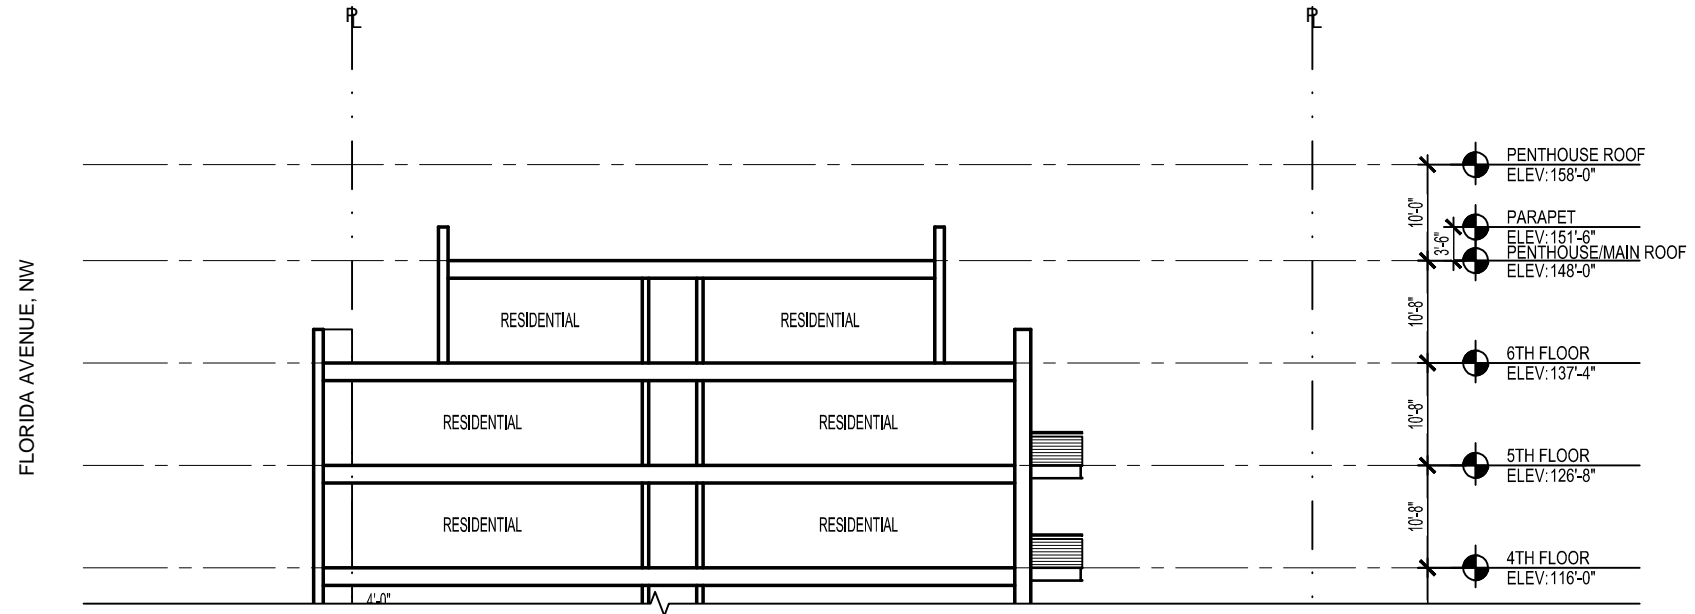 PL
PL
PENTHOUSE ROOF
ELEV: 158'-0"
10'-0"
PARAPET
ELEV: 151'-6"
3'-6"
PENTHOUSE/MAIN ROOF
ELEV: 148'-0"
FLORIDA AVENUE, NW
RESIDENTIAL
RESIDENTIAL
10'-8"
6TH FLOOR
ELEV: 137'-4"
RESIDENTIAL
RESIDENTIAL
10'-8"
5TH FLOOR
ELEV: 126'-8"
RESIDENTIAL
RESIDENTIAL
10'-8"
4TH FLOOR
ELEV: 116'-0"
4'-0"